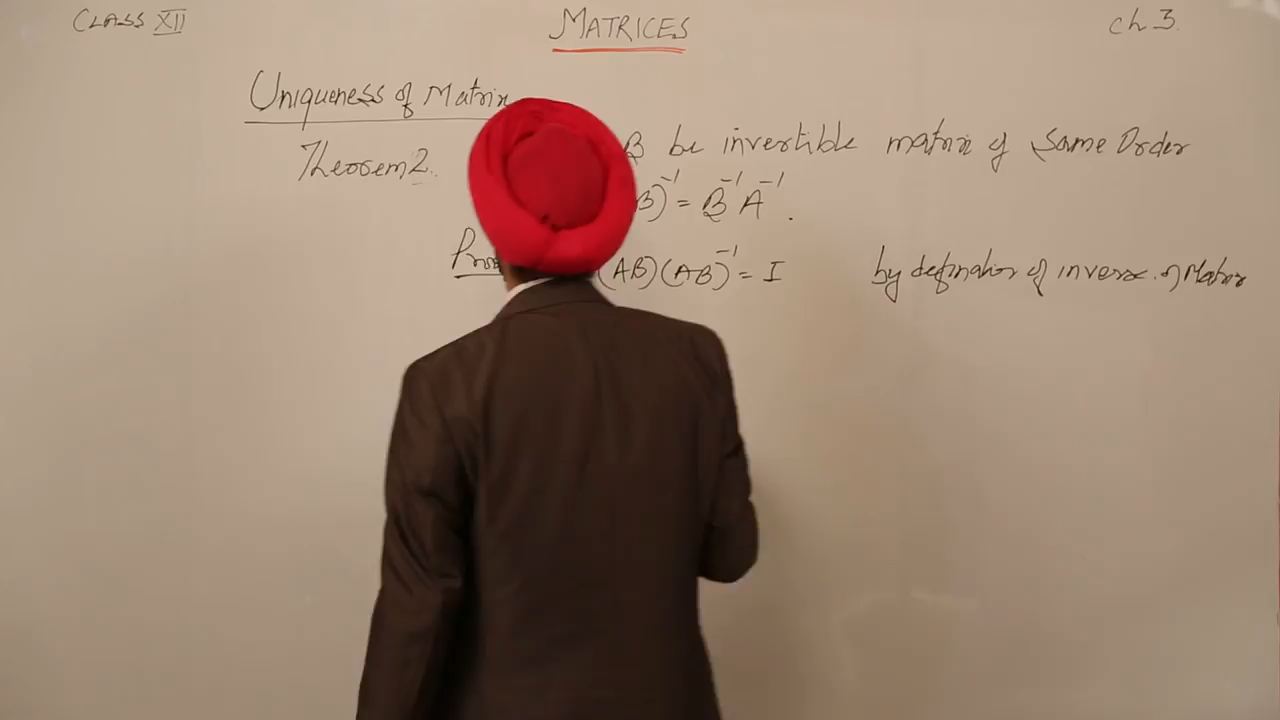 CLASS XII
MATRICES
Ch 3.
Uniqueness of Matrix
Theorem 2. B be invertible matrix of Same Order
B)⁻¹ = B⁻¹ A⁻¹.
(AB)(AB)⁻¹ = I by defination of inverse of Matrix